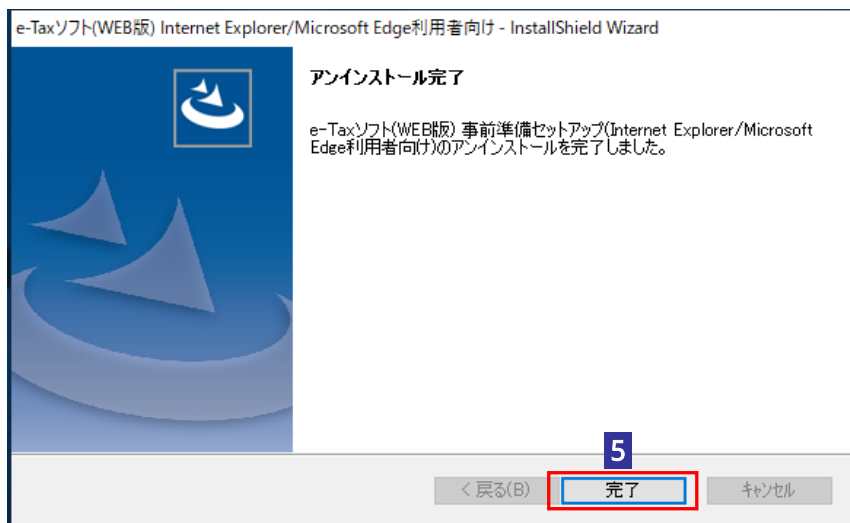 e-Taxソフト(WEB版) Internet Explorer/Microsoft Edge利用者向け - InstallShield Wizard
アンインストール完了
e-Taxソフト(WEB版) 事前準備セットアップ(Internet Explorer/Microsoft
Edge利用者向け)のアンインストールを完了しました。
5
< 戻る(B) 完了 キャンセル